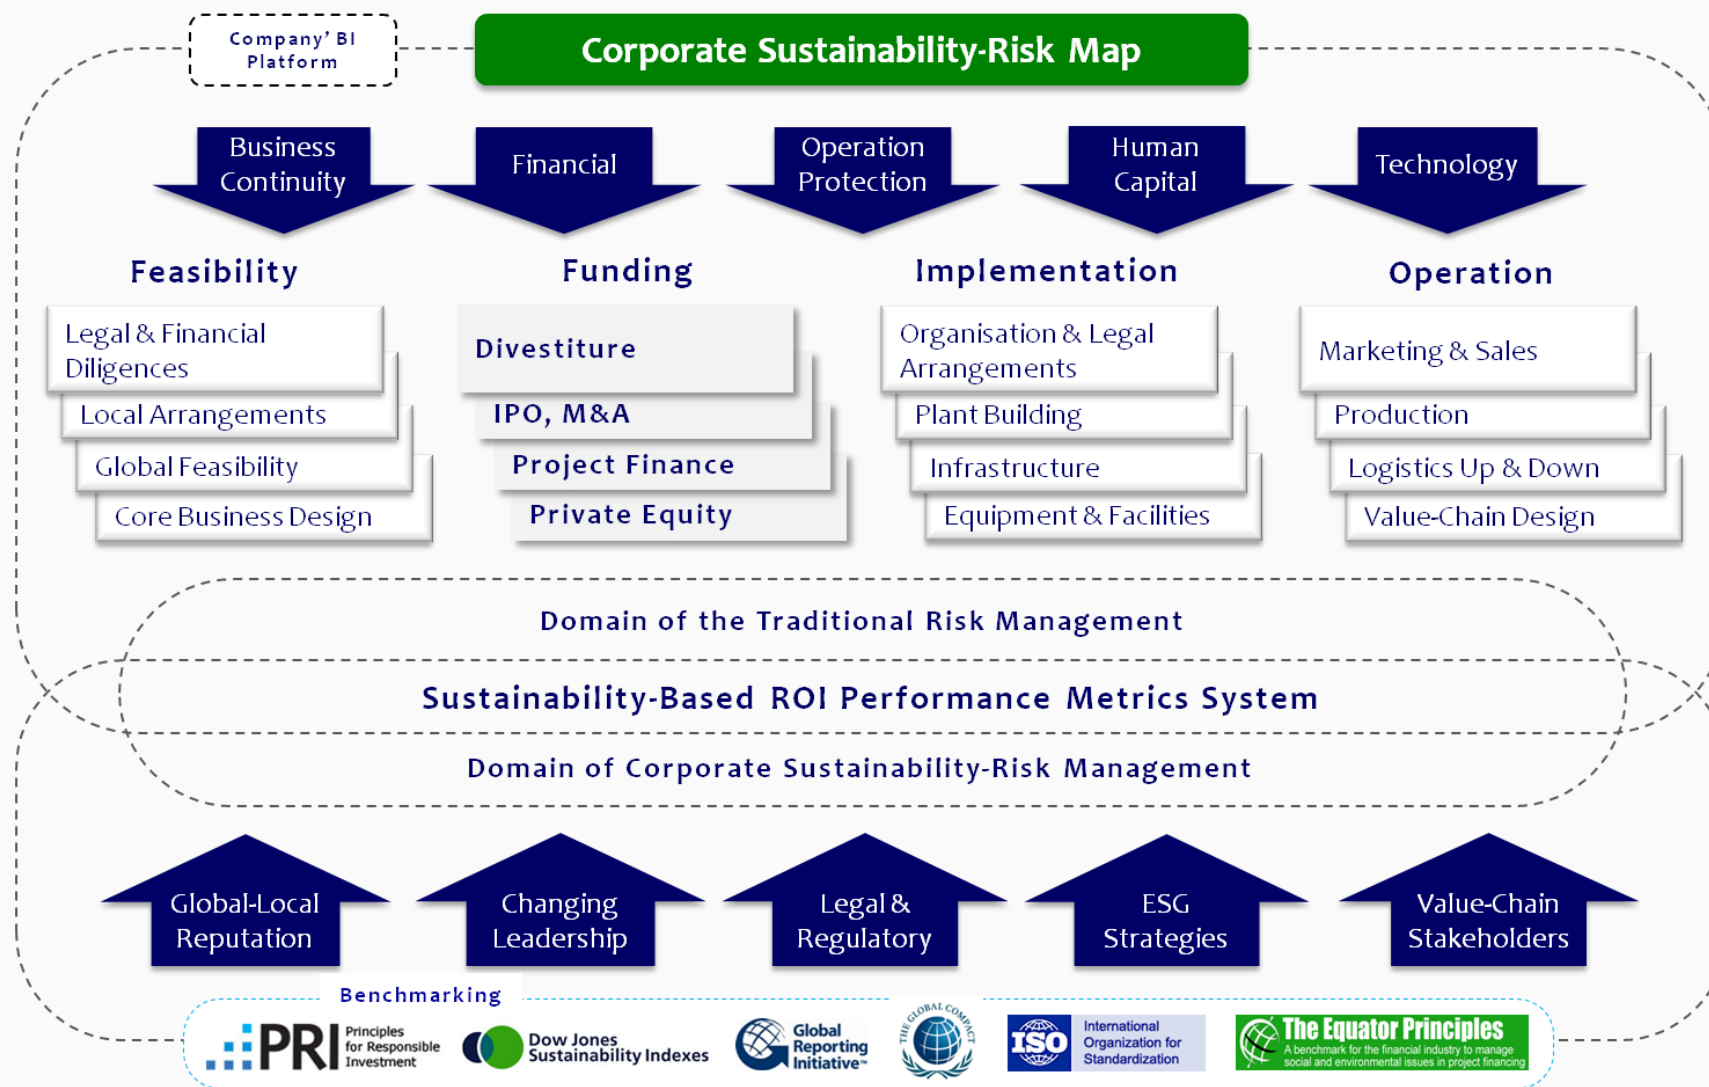 Company' BI
Platform
Corporate Sustainability-Risk Map
Business
Continuity
Financial
Operation
Protection
Human
Capital
Technology
Feasibility
Funding
Implementation
Operation
Legal & Financial
Diligences
Local Arrangements
Global Feasibility
Core Business Design
Divestiture
IPO, M&A
Project Finance
Private Equity
Organisation & Legal
Arrangements
Plant Building
Infrastructure
Equipment & Facilities
Marketing & Sales
Production
Logistics Up & Down
Value-Chain Design
Domain of the Traditional Risk Management
Sustainability-Based ROI Performance Metrics System
Domain of Corporate Sustainability-Risk Management
Global-Local
Reputation
Changing
Leadership
Legal &
Regulatory
ESG
Strategies
Value-Chain
Stakeholders
Benchmarking
PRI
Principles
for Responsible
Investment
Dow Jones
Sustainability Indexes
Global
Reporting
Initiative™
THE GLOBAL COMPACT
ISO
International
Organization for
Standardization
The Equator Principles
A benchmark for the financial industry to manage
social and environmental issues in project financing